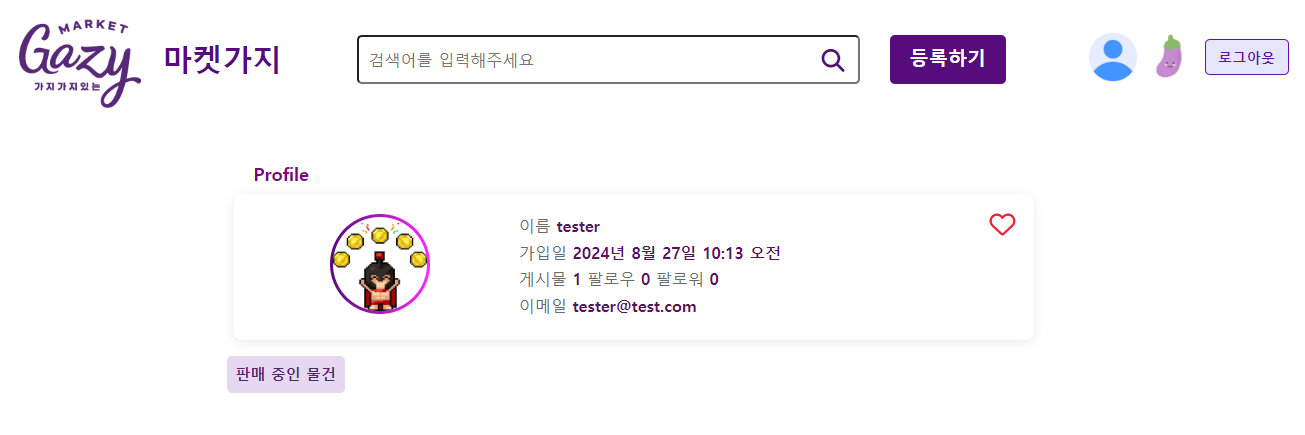 MARKET
Gazy
가지가지있는
마켓가지
검색어를 입력해주세요
등록하기
로그아웃
Profile
이름 tester
가입일 2024년 8월 27일 10:13 오전
게시물 1 팔로우 0 팔로워 0
이메일 tester@test.com
판매 중인 물건